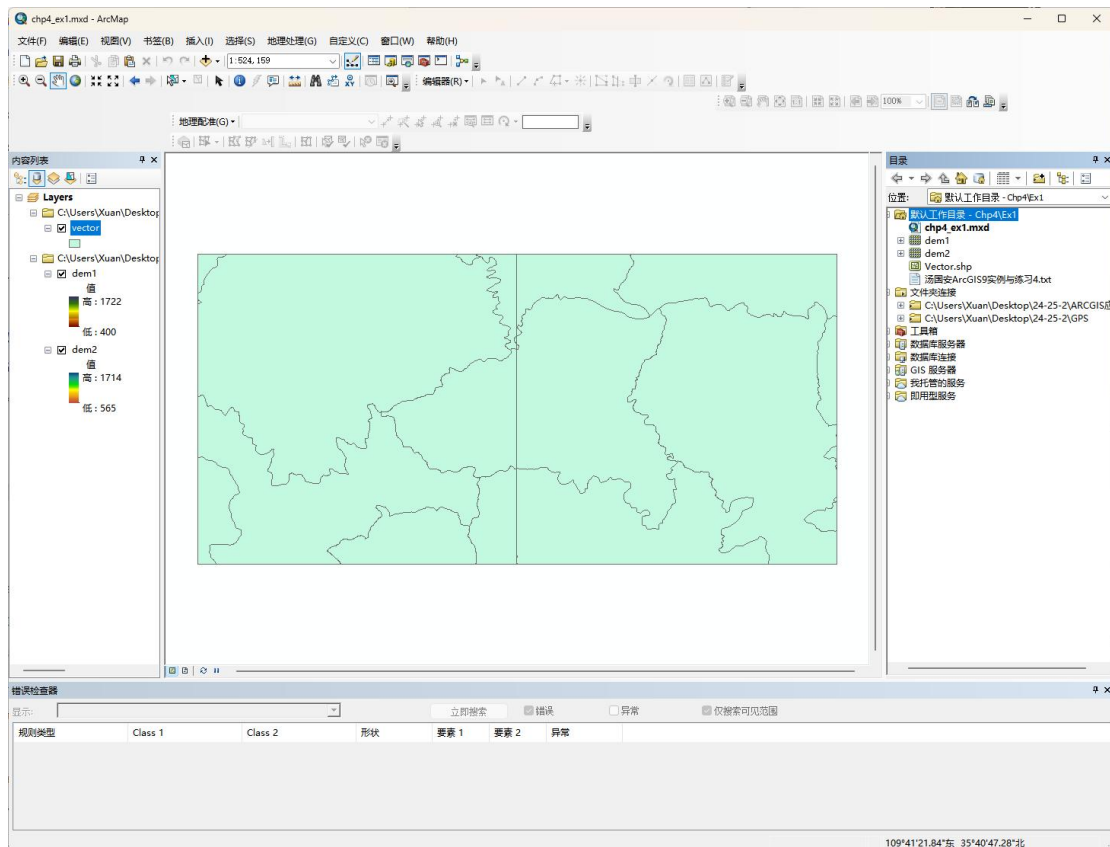 chp4_ex1.mxd - ArcMap
文件(F) 编辑(E) 视图(V) 书签(B) 插入(I) 选择(S) 地理处理(G) 自定义(C) 窗口(W) 帮助(H)
1:524,159
编辑器(R)
100%
地理配准(G)
内容列表
Layers
C:\Users\Xuan\Desktop
vector
C:\Users\Xuan\Desktop
dem1
值
高 : 1722
低 : 400
dem2
值
高 : 1714
低 : 565
目录
位置: 默认工作目录 - Chp4\Ex1
默认工作目录 - Chp4\Ex1
chp4_ex1.mxd
dem1
dem2
Vector.shp
汤国安ArcGIS9实例与练习4.txt
文件夹连接
C:\Users\Xuan\Desktop\24-25-2\ARCGIS应
C:\Users\Xuan\Desktop\24-25-2\GPS
工具箱
数据库服务器
数据库连接
GIS 服务器
我托管的服务
即用型服务
错误检查器
显示: 立即搜索 错误 异常 仅搜索可见范围
规则类型 Class 1 Class 2 形状 要素 1 要素 2 异常
109°41'21.84"东 35°40'47.28"北